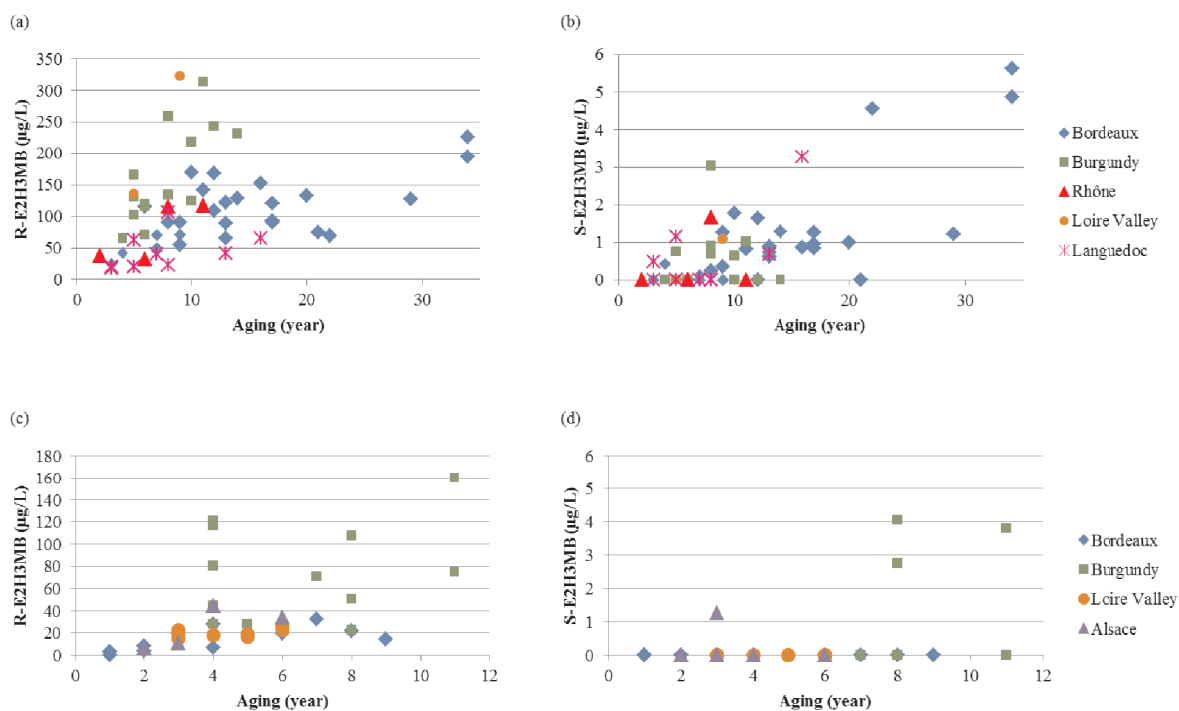 (a)
350
300
250
200
150
100
50
0
R-E2H3MB (µg/L)
0 10 20 30
Aging (year)
(b)
6
5
4
3
2
1
0
S-E2H3MB (µg/L)
0 10 20 30
Aging (year)
Bordeaux
Burgundy
Rhône
Loire Valley
Languedoc
(c)
180
160
140
120
100
80
60
40
20
0
R-E2H3MB (µg/L)
0 2 4 6 8 10 12
Aging (year)
(d)
6
5
4
3
2
1
0
S-E2H3MB (µg/L)
0 2 4 6 8 10 12
Aging (year)
Bordeaux
Burgundy
Loire Valley
Alsace